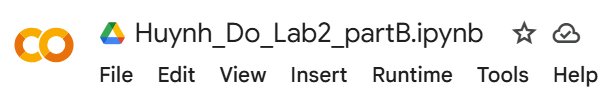 Huynh_Do_Lab2_partB.ipynb
File Edit View Insert Runtime Tools Help